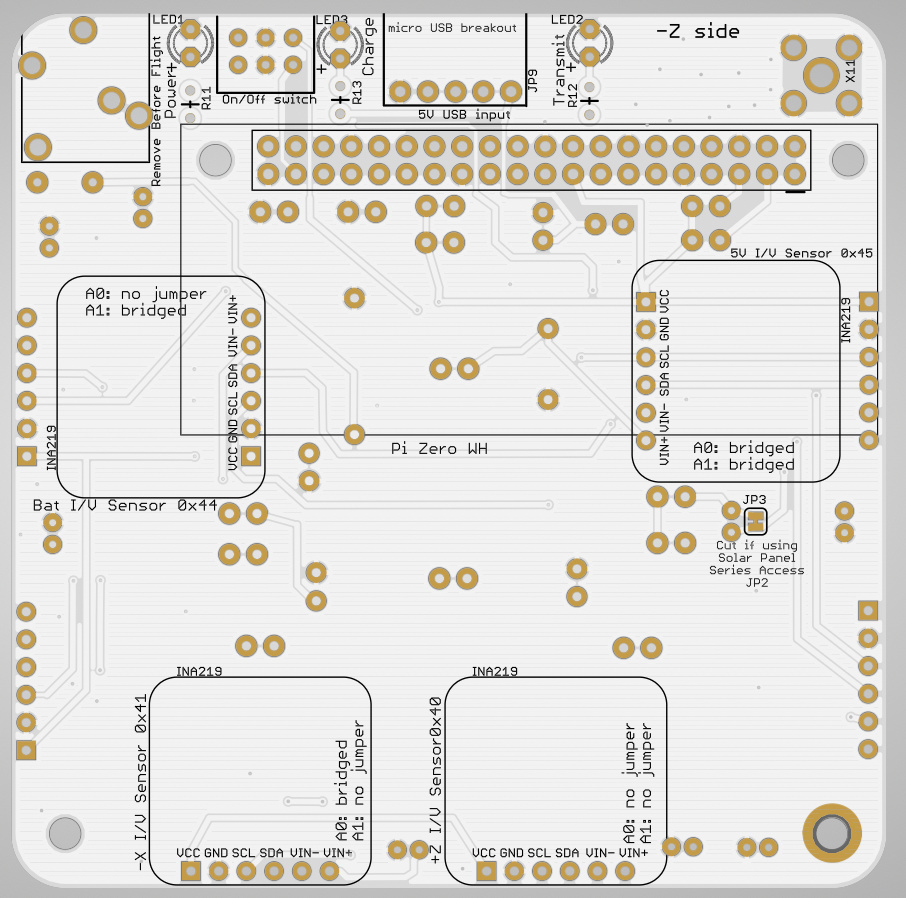 LED1
LED3
LED2
-Z side
micro USB breakout
Remove Before Flight
Power
+
R11
On/Off switch
+
R13
Charge
JP9
5V USB input
Transmit
+
R12
X11
5V I/V Sensor 0x45
A0: no jumper
A1: bridged
VCC GND SCL SDA VIN- VIN+
INA219
Bat I/V Sensor 0x44
VIN+ VIN- SDA SCL GND VCC
INA219
A0: bridged
A1: bridged
Pi Zero WH
JP3
Cut if using
Solar Panel
Series Access
JP2
INA219
-X I/V Sensor 0x41
A0: bridged
A1: no jumper
VCC GND SCL SDA VIN- VIN+
INA219
+Z I/V Sensor0x40
A0: no jumper
A1: no jumper
VCC GND SCL SDA VIN- VIN+